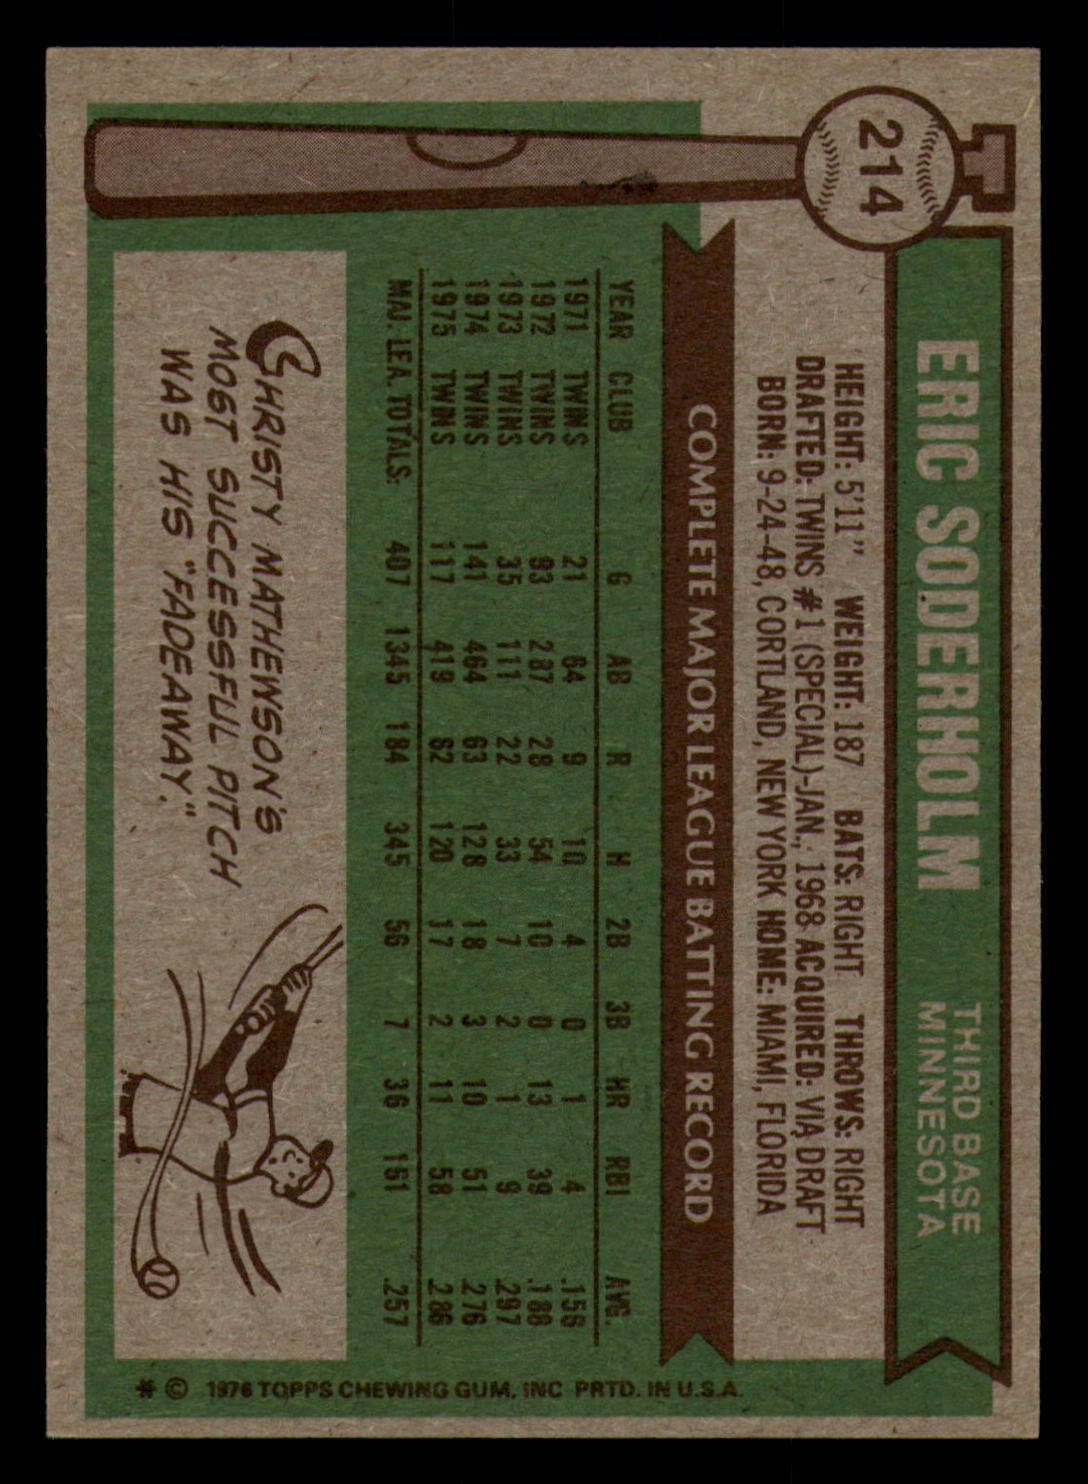 214
ERIC SODERHOLM
THIRD BASE
MINNESOTA
HEIGHT: 5'11" WEIGHT: 187 BATS: RIGHT THROWS: RIGHT
DRAFTED: TWINS #1 (SPECIAL)-JAN., 1968 ACQUIRED: VIA DRAFT
BORN: 9-24-48, CORTLAND, NEW YORK HOME: MIAMI, FLORIDA
COMPLETE MAJOR LEAGUE BATTING RECORD
YEAR CLUB G AB R H 2B 3B HR RBI AVG.
1971 TWINS 21 64 9 10 4 0 1 4 .156
1972 TWINS 93 287 28 54 10 0 13 39 .188
1973 TWINS 35 111 22 33 7 2 1 9 .297
1974 TWINS 141 464 63 128 18 3 10 51 .276
1975 TWINS 117 419 62 120 17 2 11 58 .286
MAJ. LEA. TOTALS: 407 1345 184 345 56 7 36 161 .257
CHRISTY MATHEWSON'S
MOST SUCCESSFUL PITCH
WAS HIS "FADEAWAY."
* © 1976 TOPPS CHEWING GUM, INC PRTD. IN U.S.A.